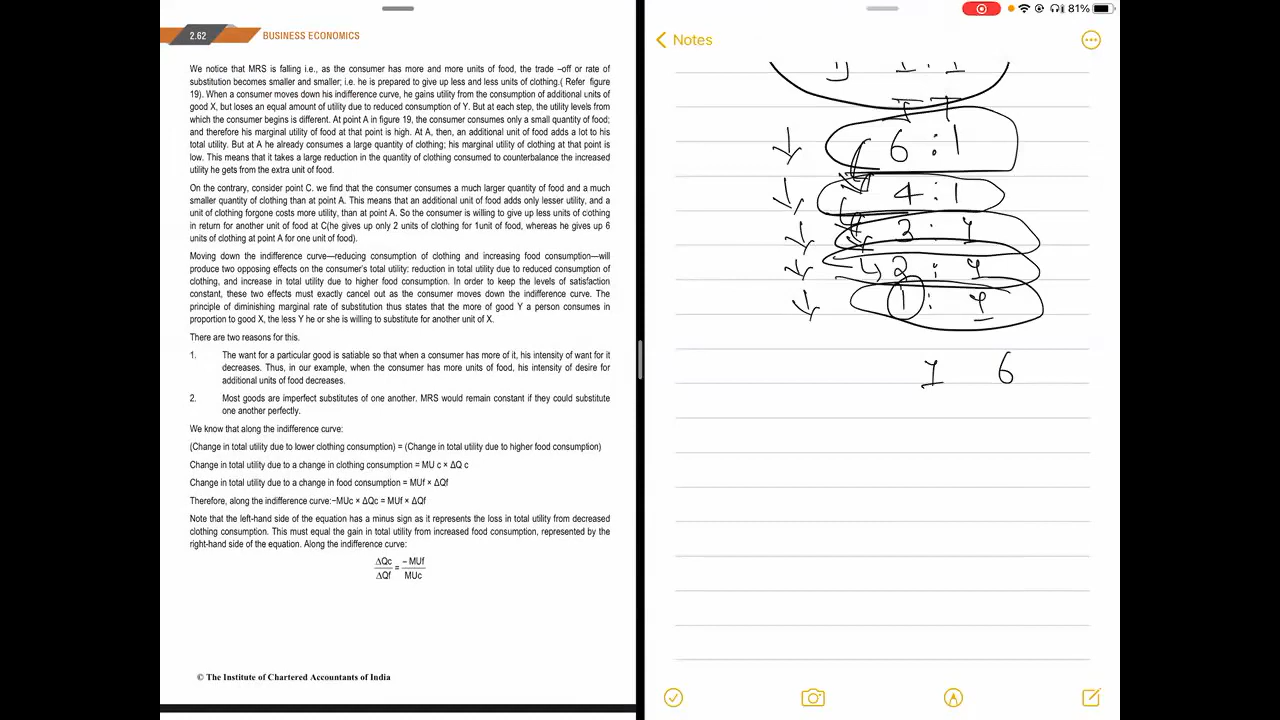 2.62 BUSINESS ECONOMICS
We notice that MRS is falling i.e., as the consumer has more and more units of food, the trade –off or rate of
substitution becomes smaller and smaller; i.e. he is prepared to give up less and less units of clothing.( Refer figure
19). When a consumer moves down his indifference curve, he gains utility from the consumption of additional units of
good X, but loses an equal amount of utility due to reduced consumption of Y. But at each step, the utility levels from
which the consumer begins is different. At point A in figure 19, the consumer consumes only a small quantity of food;
and therefore his marginal utility of food at that point is high. At A, then, an additional unit of food adds a lot to his
total utility. But at A he already consumes a large quantity of clothing; his marginal utility of clothing at that point is
low. This means that it takes a large reduction in the quantity of clothing consumed to counterbalance the increased
utility he gets from the extra unit of food.
On the contrary, consider point C. we find that the consumer consumes a much larger quantity of food and a much
smaller quantity of clothing than at point A. This means that an additional unit of food adds only lesser utility, and a
unit of clothing forgone costs more utility, than at point A. So the consumer is willing to give up less units of clothing
in return for another unit of food at C(he gives up only 2 units of clothing for 1unit of food, whereas he gives up 6
units of clothing at point A for one unit of food).
Moving down the indifference curve—reducing consumption of clothing and increasing food consumption—will
produce two opposing effects on the consumer's total utility: reduction in total utility due to reduced consumption of
clothing, and increase in total utility due to higher food consumption. In order to keep the levels of satisfaction
constant, these two effects must exactly cancel out as the consumer moves down the indifference curve. The
principle of diminishing marginal rate of substitution thus states that the more of good Y a person consumes in
proportion to good X, the less Y he or she is willing to substitute for another unit of X.
There are two reasons for this.
1. The want for a particular good is satiable so that when a consumer has more of it, his intensity of want for it
decreases. Thus, in our example, when the consumer has more units of food, his intensity of desire for
additional units of food decreases.
2. Most goods are imperfect substitutes of one another. MRS would remain constant if they could substitute
one another perfectly.
We know that along the indifference curve:
(Change in total utility due to lower clothing consumption) = (Change in total utility due to higher food consumption)
Change in total utility due to a change in clothing consumption = MU c × ΔQ c
Change in total utility due to a change in food consumption = MUf × ΔQf
Therefore, along the indifference curve:−MUc × ΔQc = MUf × ΔQf
Note that the left-hand side of the equation has a minus sign as it represents the loss in total utility from decreased
clothing consumption. This must equal the gain in total utility from increased food consumption, represented by the
right-hand side of the equation. Along the indifference curve:
ΔQc = – MUf
ΔQf MUc
© The Institute of Chartered Accountants of India
81%
Notes
6 : 1
4 : 1
3 : 1
2 : 1
1 : 1
1 6